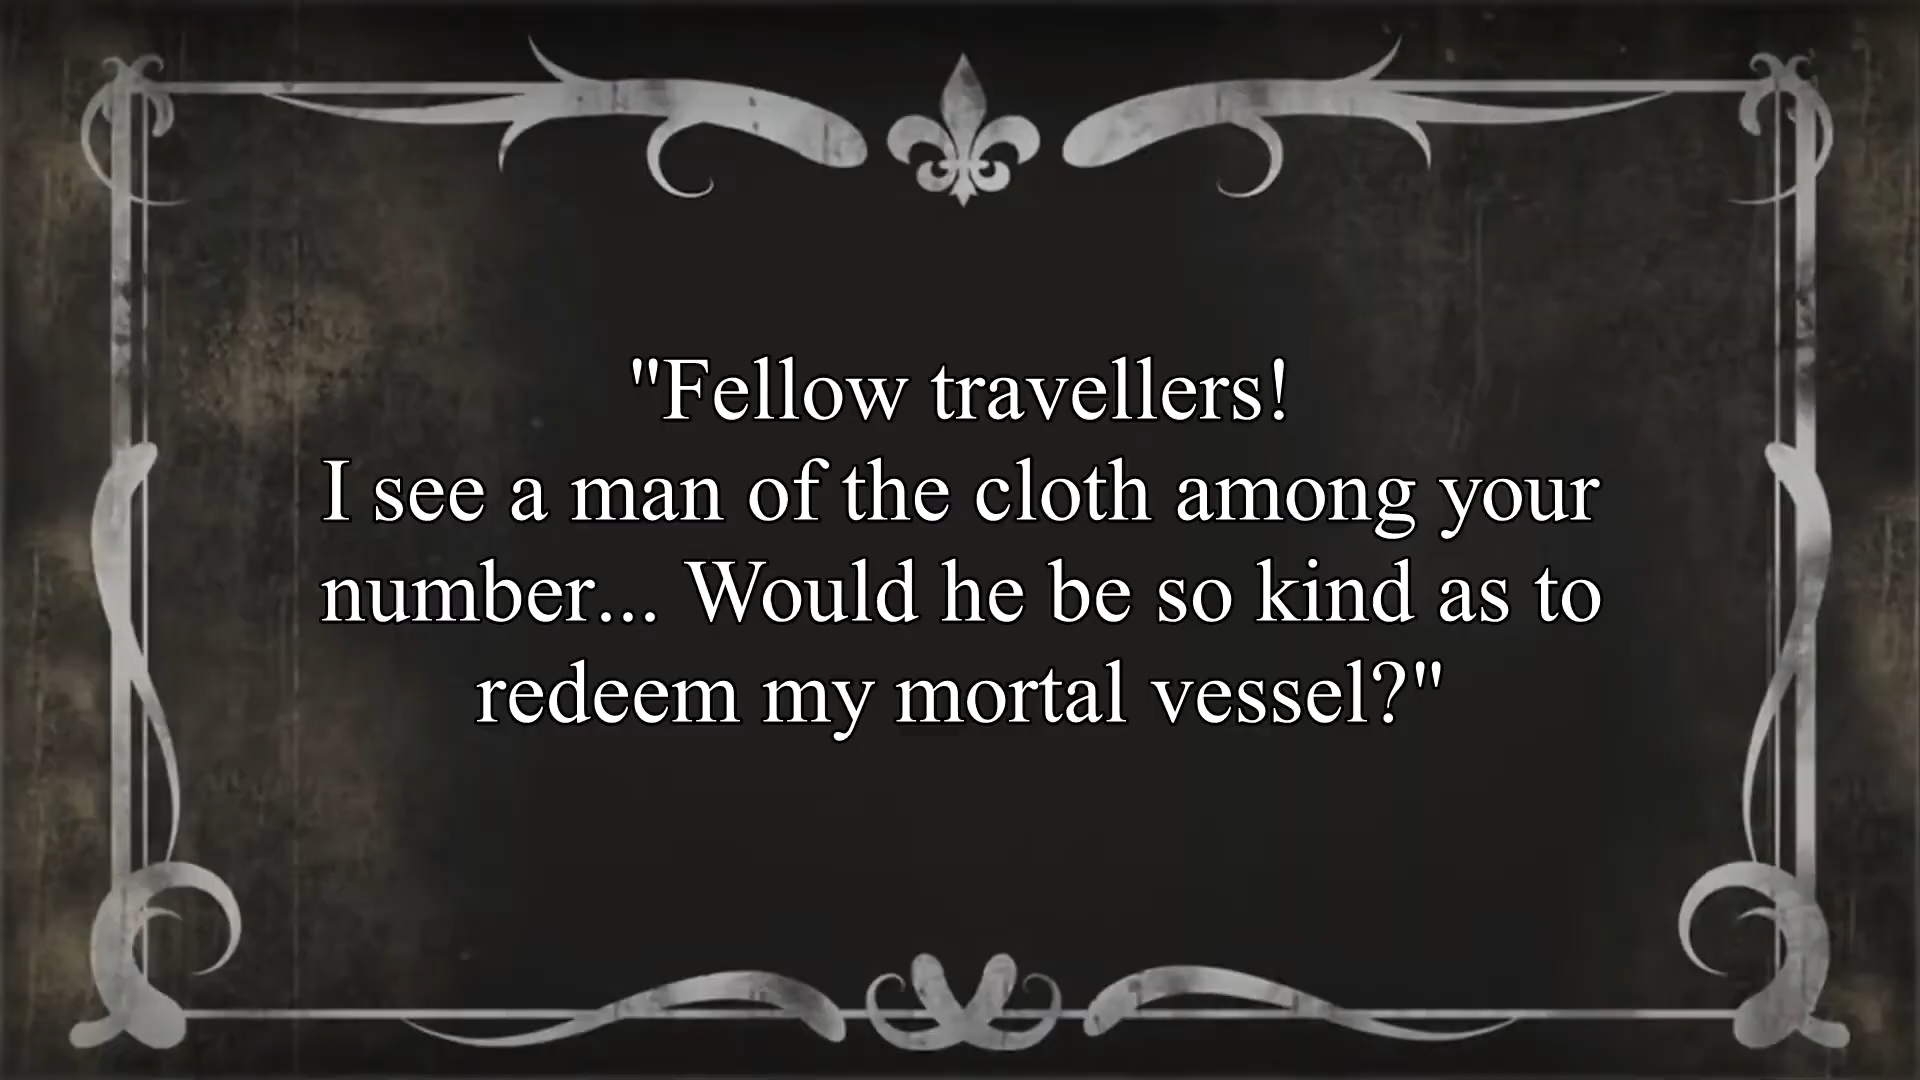 "Fellow travellers!
I see a man of the cloth among your
number... Would he be so kind as to
redeem my mortal vessel?"